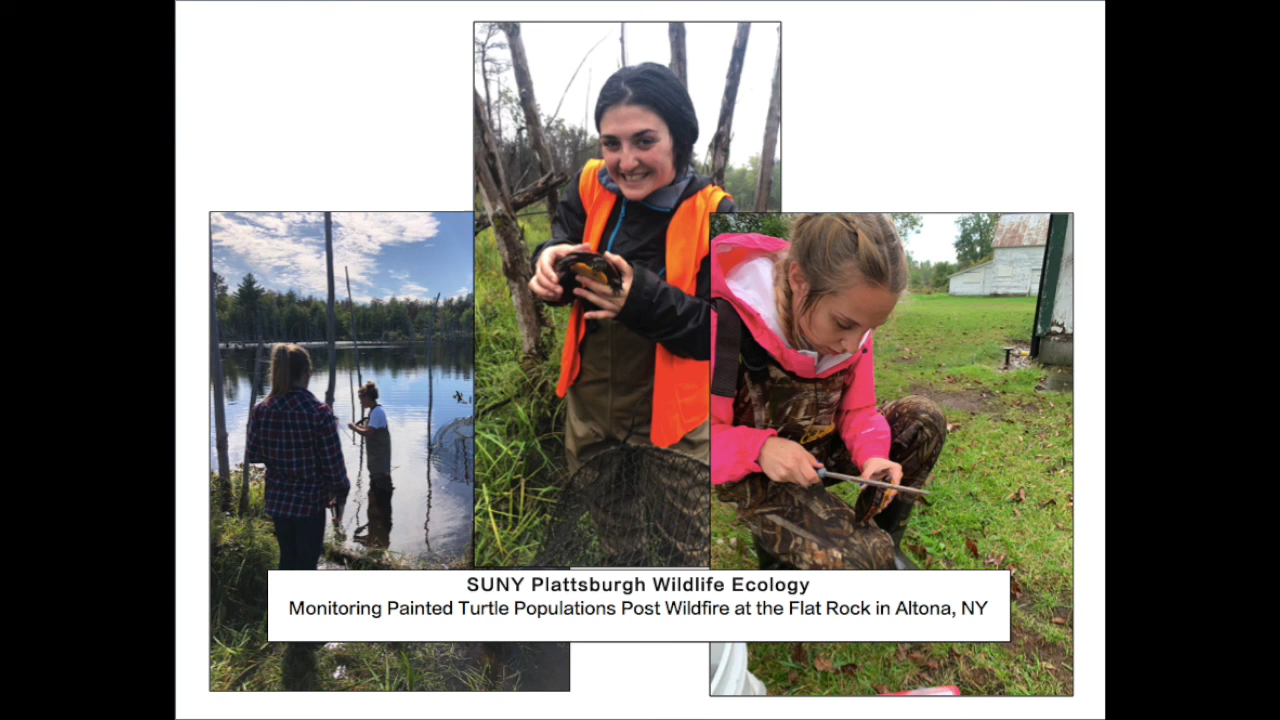 SUNY Plattsburgh Wildlife Ecology
Monitoring Painted Turtle Populations Post Wildfire at the Flat Rock in Altona, NY